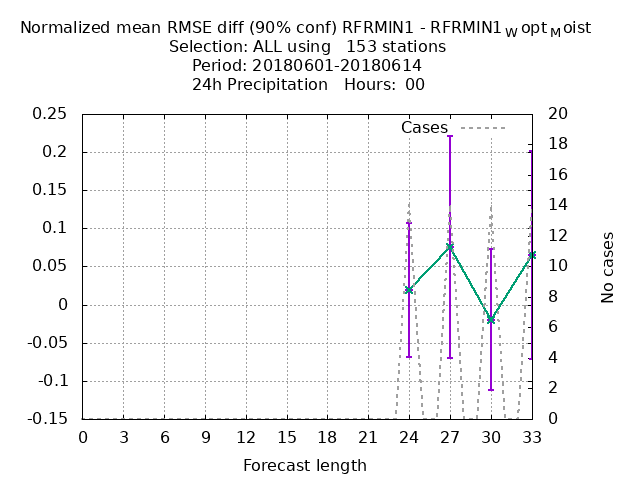 Normalized mean RMSE diff (90% conf) RFRMIN1 - RFRMIN1WoptMoist
Selection: ALL using   153 stations
Period: 20180601-20180614
24h Precipitation   Hours:  00
Cases
0.25
0.2
0.15
0.1
0.05
0
-0.05
-0.1
-0.15
20
18
16
14
12
10
8
6
4
2
0
No cases
0 3 6 9 12 15 18 21 24 27 30 33
Forecast length